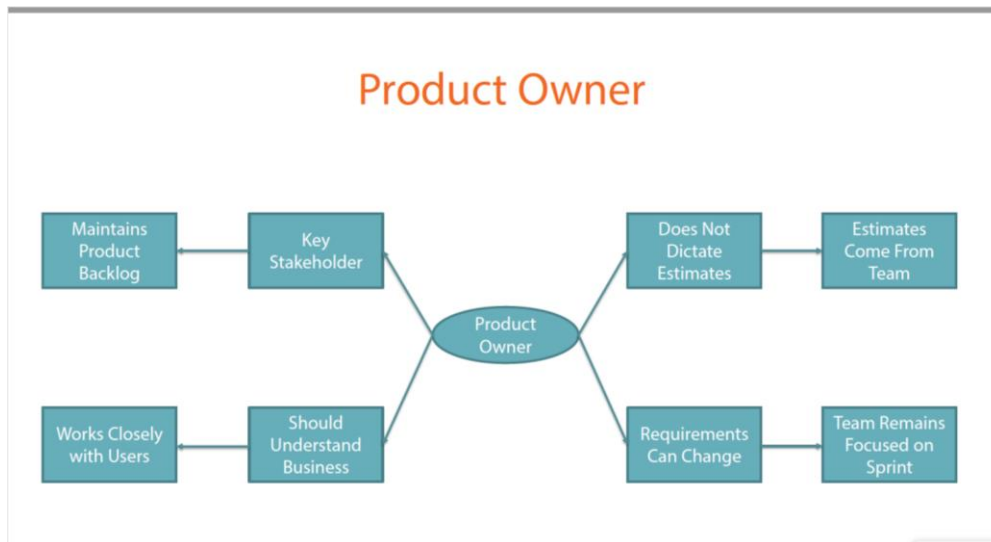 Product Owner
Maintains
Product
Backlog
Key
Stakeholder
Does Not
Dictate
Estimates
Estimates
Come From
Team
Product
Owner
Works Closely
with Users
Should
Understand
Business
Requirements
Can Change
Team Remains
Focused on
Sprint